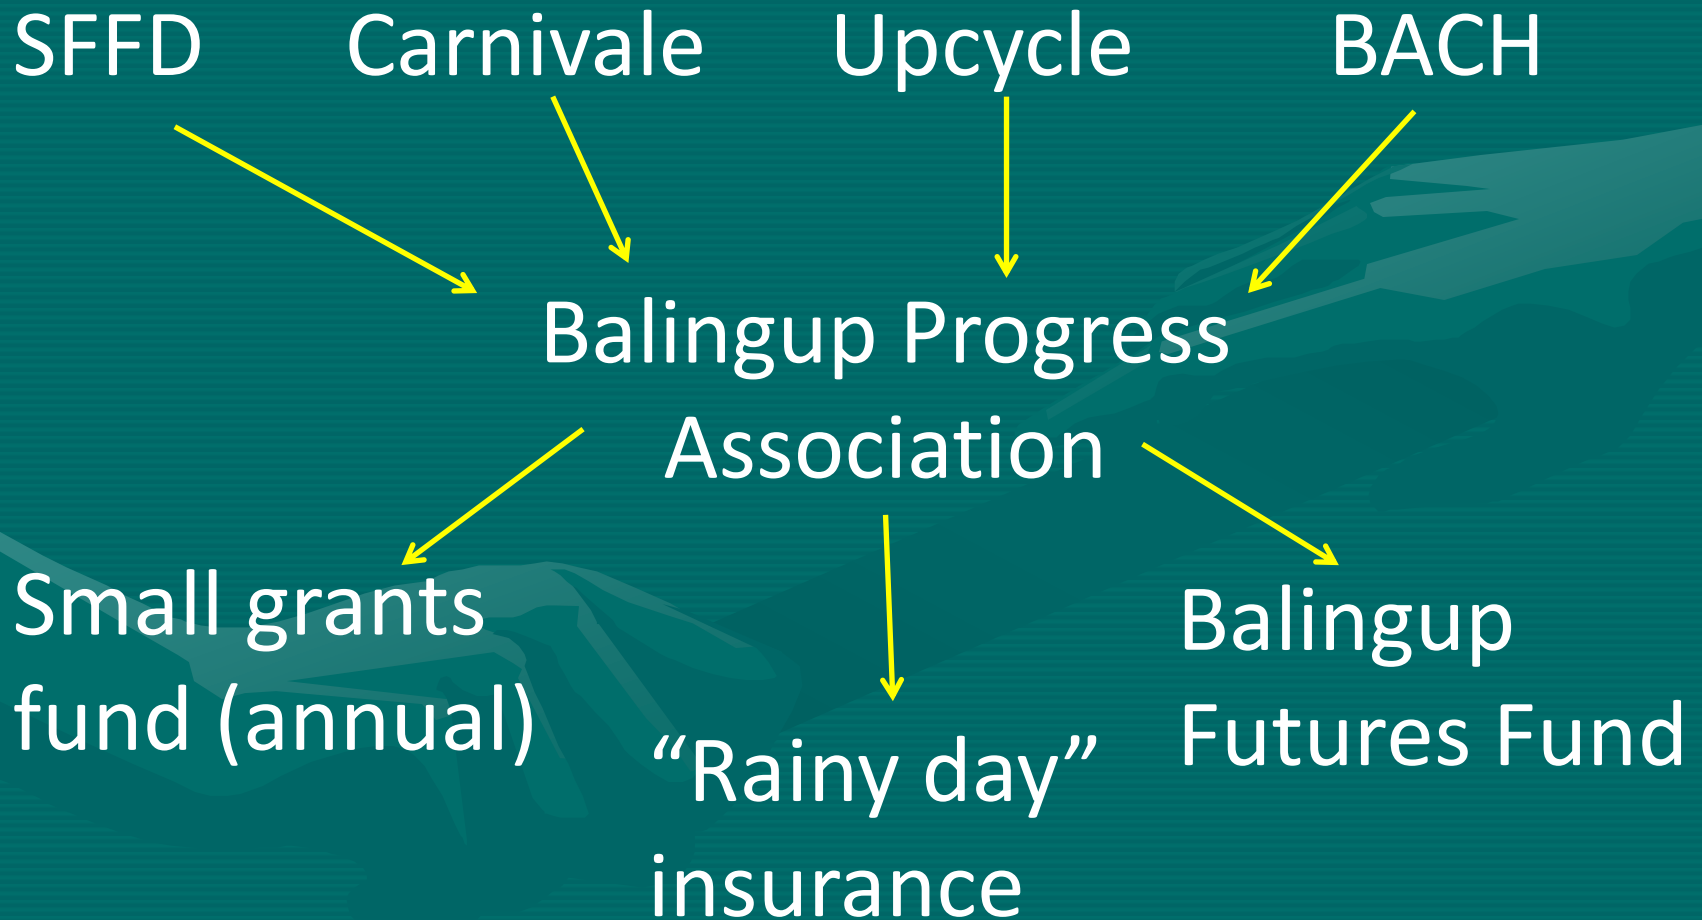 SFFD Carnivale Upcycle BACH
Balingup Progress
Association
Small grants
fund (annual)
“Rainy day”
insurance
Balingup
Futures Fund